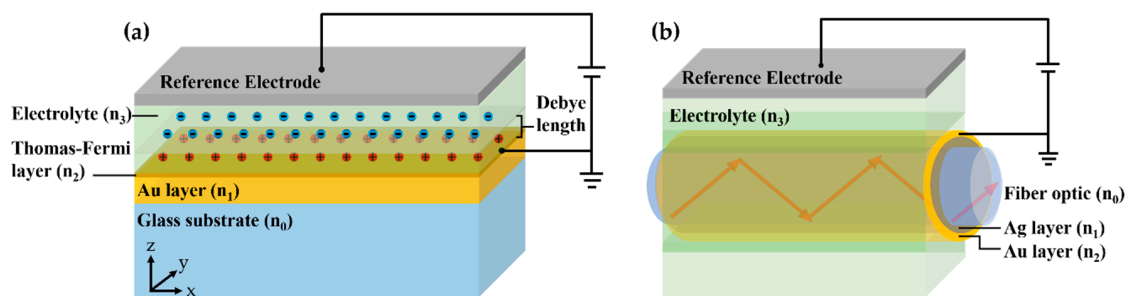 (a)
Reference Electrode
Electrolyte (n3)
Debye
length
Thomas-Fermi
layer (n2)
Au layer (n1)
Glass substrate (n0)
z
y
x
(b)
Reference Electrode
Electrolyte (n3)
Fiber optic (n0)
Ag layer (n1)
Au layer (n2)